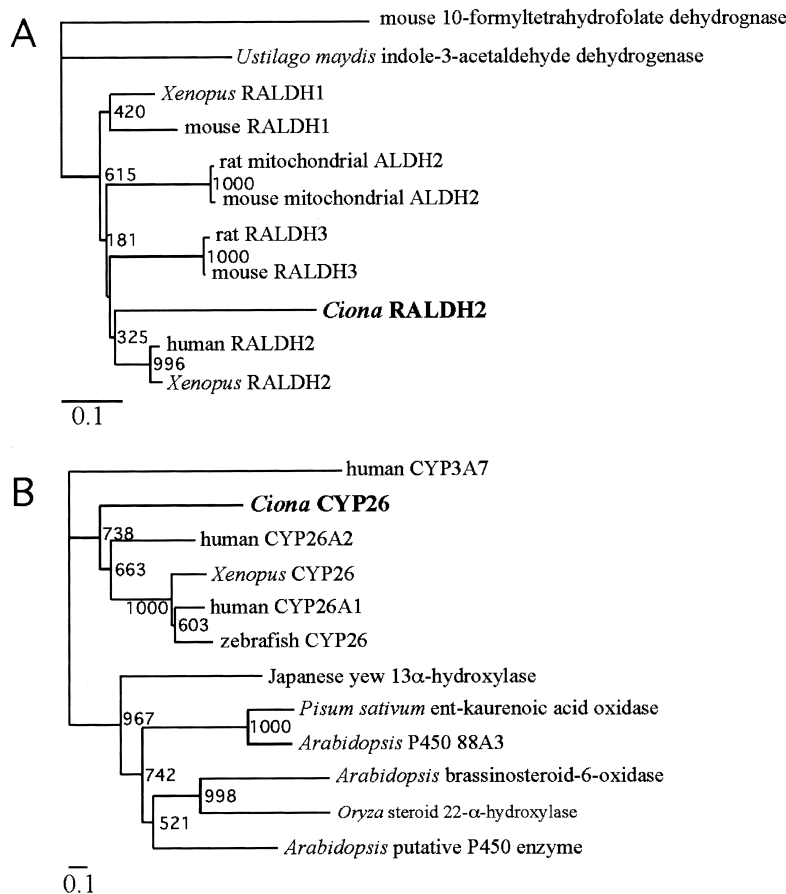 A
mouse 10-formyltetrahydrofolate dehydrognase
Ustilago maydis indole-3-acetaldehyde dehydrogenase
Xenopus RALDH1
420
mouse RALDH1
rat mitochondrial ALDH2
615
1000
mouse mitochondrial ALDH2
rat RALDH3
181
1000
mouse RALDH3
Ciona RALDH2
325
human RALDH2
996
Xenopus RALDH2
0.1
B
human CYP3A7
Ciona CYP26
738
human CYP26A2
663
Xenopus CYP26
1000
human CYP26A1
603
zebrafish CYP26
Japanese yew 13α-hydroxylase
Pisum sativum ent-kaurenoic acid oxidase
967
1000
Arabidopsis P450 88A3
742
Arabidopsis brassinosteroid-6-oxidase
998
Oryza steroid 22-α-hydroxylase
521
Arabidopsis putative P450 enzyme
0.1